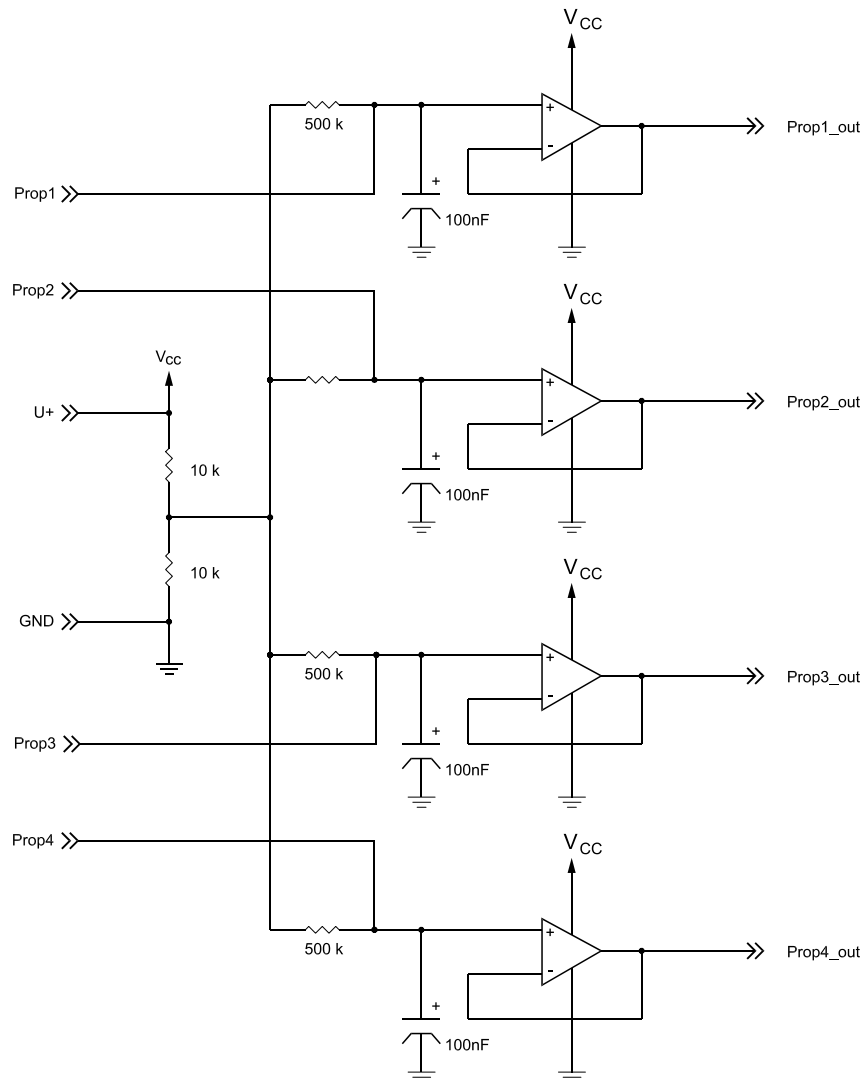 VCC
+
500 k
-
Prop1_out
+
Prop1
100nF
Prop2
VCC
VCC
+
Prop2_out
U+
-
+
10 k
100nF
VCC
10 k
GND
+
500 k
Prop3_out
-
+
Prop3
100nF
Prop4
VCC
+
500 k
Prop4_out
-
+
100nF